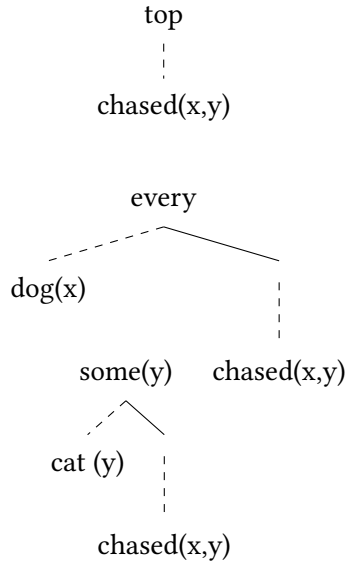 top
chased(x,y)
every
dog(x)
some(y) chased(x,y)
cat (y)
chased(x,y)